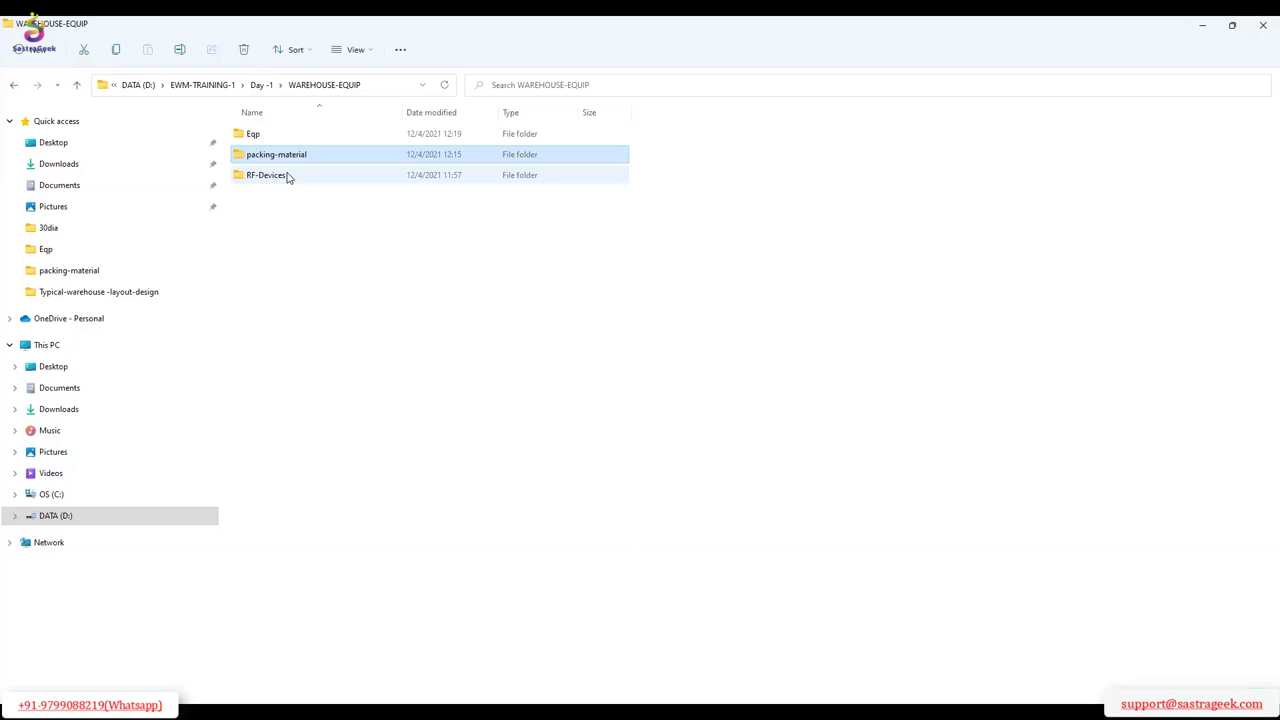 WAREHOUSE-EQUIP
SastraGeek
New
Sort
View
DATA (D:)
EWM-TRAINING-1
Day -1
WAREHOUSE-EQUIP
Search WAREHOUSE-EQUIP
Name
Date modified
Type
Size
Eqp 12/4/2021 12:19 File folder
packing-material 12/4/2021 12:15 File folder
RF-Devices 12/4/2021 11:57 File folder
Quick access
Desktop
Downloads
Documents
Pictures
30dia
Eqp
packing-material
Typical-warehouse -layout-design
OneDrive - Personal
This PC
Desktop
Documents
Downloads
Music
Pictures
Videos
OS (C:)
DATA (D:)
Network
+91-9799088219(Whatsapp)
support@sastrageek.com